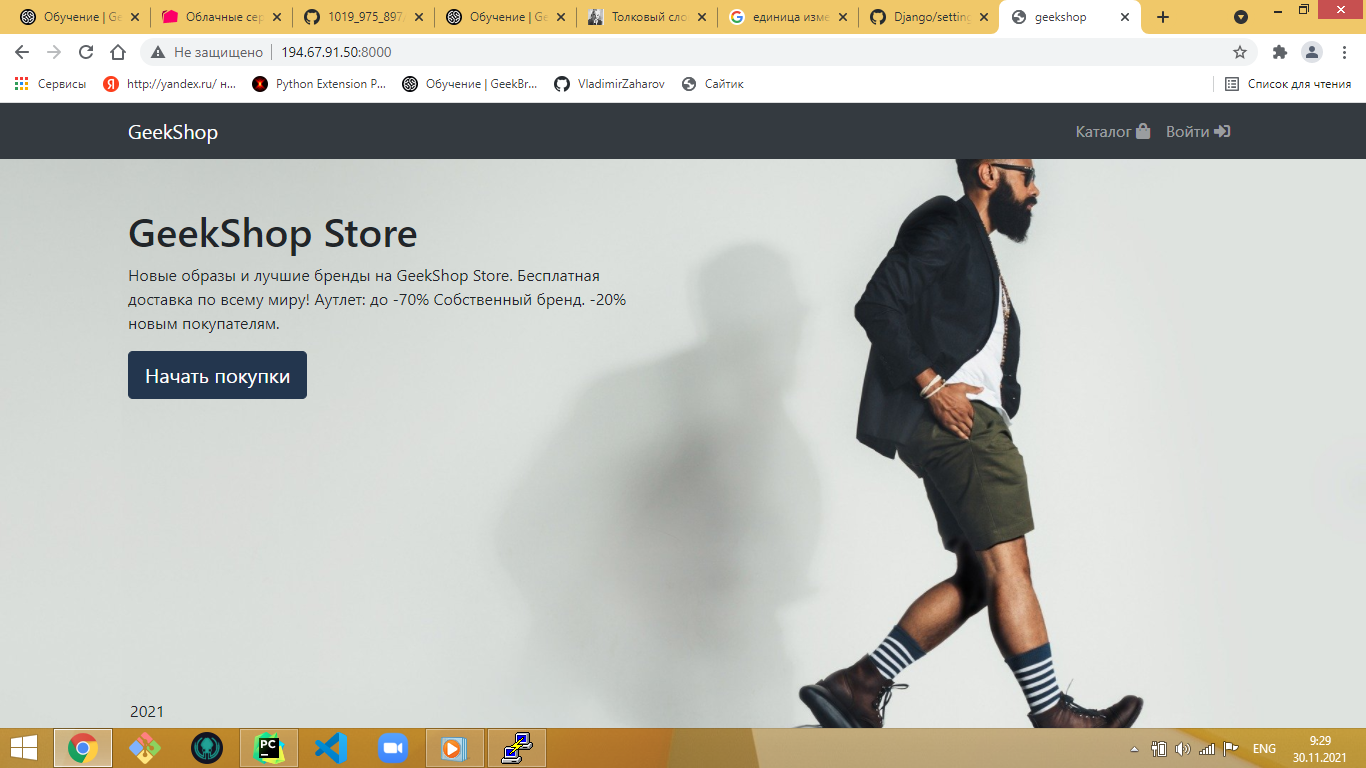 Обучение | Ge
Облачные сер
1019_975_897
Обучение | Ge
Толковый сло
единица изме
Django/setting
geekshop
Не защищено
194.67.91.50:8000
Сервисы
http://yandex.ru/ н...
Python Extension P...
Обучение | GeekBr...
VladimirZaharov
Сайтик
Список для чтения
GeekShop
Каталог
Войти
GeekShop Store
Новые образы и лучшие бренды на GeekShop Store. Бесплатная
доставка по всему миру! Аутлет: до -70% Собственный бренд. -20%
новым покупателям.
Начать покупки
2021
PC
ENG
9:29
30.11.2021